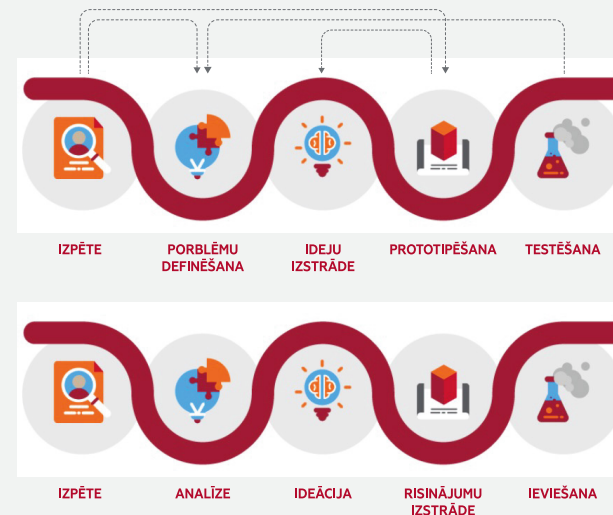 IZPĒTE
PORBLĒMU
DEFINĒŠANA
IDEJU
IZSTRĀDE
PROTOTIPĒŠANA
TESTĒŠANA
IZPĒTE
ANALĪZE
IDEĀCIJA
RISINĀJUMU
IZSTRĀDE
IEVIEŠANA